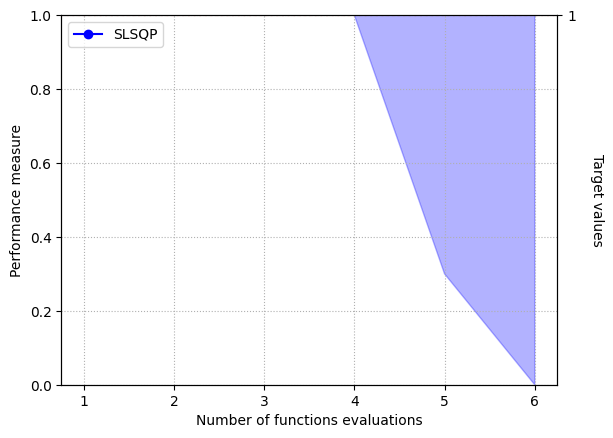 SLSQP
Performance measure
1.0
0.8
0.6
0.4
0.2
0.0
1 2 3 4 5 6
Number of functions evaluations
1
Target values